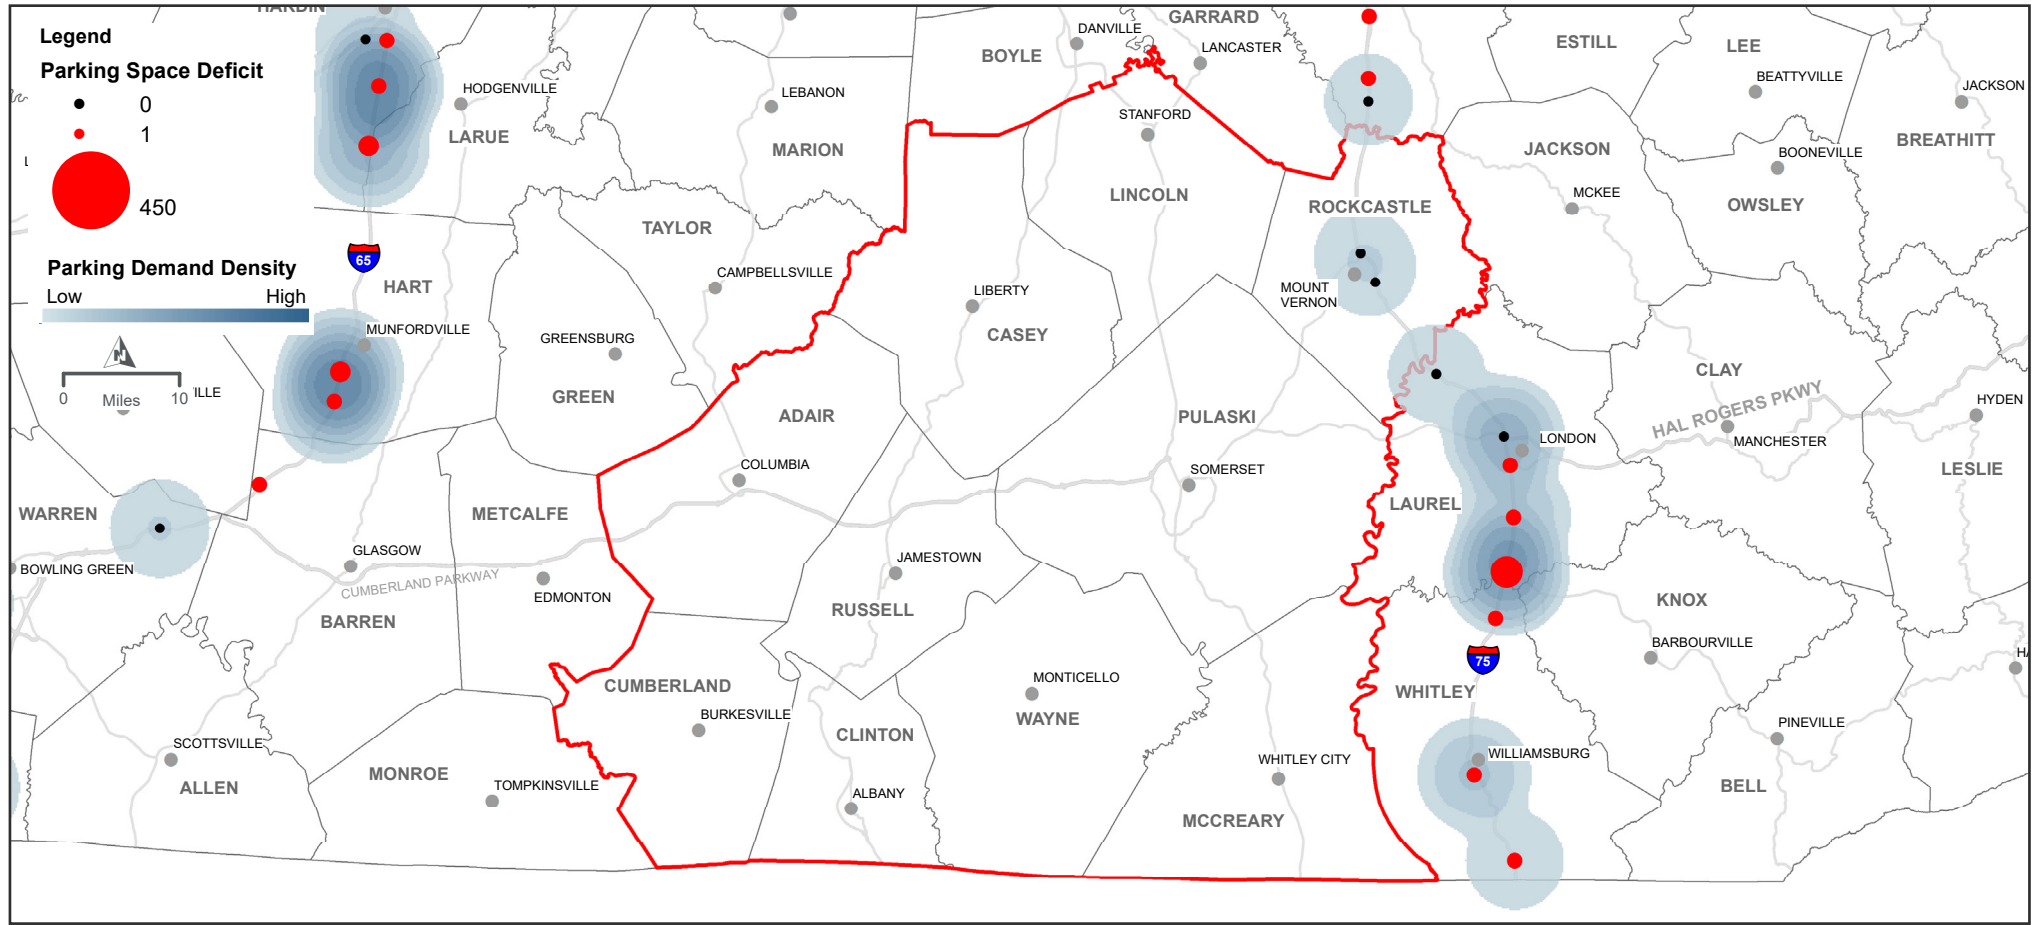 HARDIN
Legend
Parking Space Deficit
0
1
450
Parking Demand Density
Low
High
N
0
Miles
10
'ILLE
HODGENVILLE
LARUE
LEBANON
MARION
BOYLE
DANVILLE
GARRARD
LANCASTER
STANFORD
LINCOLN
ESTILL
LEE
BEATTYVILLE
JACKSON
BREATHITT
JACKSON
BOONEVILLE
MCKEE
OWSLEY
ROCKCASTLE
TAYLOR
65
HART
CAMPBELLSVILLE
LIBERTY
CASEY
MOUNT
VERNON
MUNFORDVILLE
GREENSBURG
GREEN
ADAIR
PULASKI
CLAY
HAL ROGERS PKWY
HYDEN
MANCHESTER
LONDON
LESLIE
COLUMBIA
SOMERSET
LAUREL
WARREN
METCALFE
GLASGOW
BOWLING GREEN
CUMBERLAND PARKWAY
EDMONTON
BARREN
JAMESTOWN
RUSSELL
KNOX
BARBOURVILLE
75
WHITLEY
CUMBERLAND
BURKESVILLE
MONTICELLO
WAYNE
CLINTON
PINEVILLE
SCOTTSVILLE
ALLEN
MONROE
TOMPKINSVILLE
ALBANY
WHITLEY CITY
MCCREARY
WILLIAMSBURG
BELL